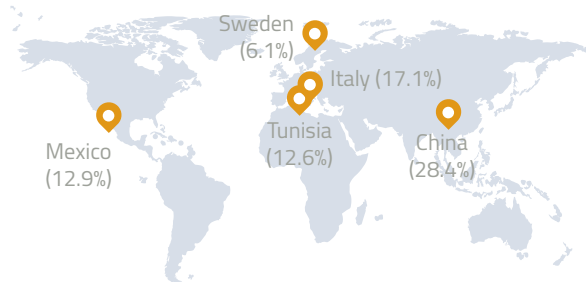 Sweden
(6.1%)
Italy (17.1%)
Tunisia
(12.6%)
China
(28.4%)
Mexico
(12.9%)